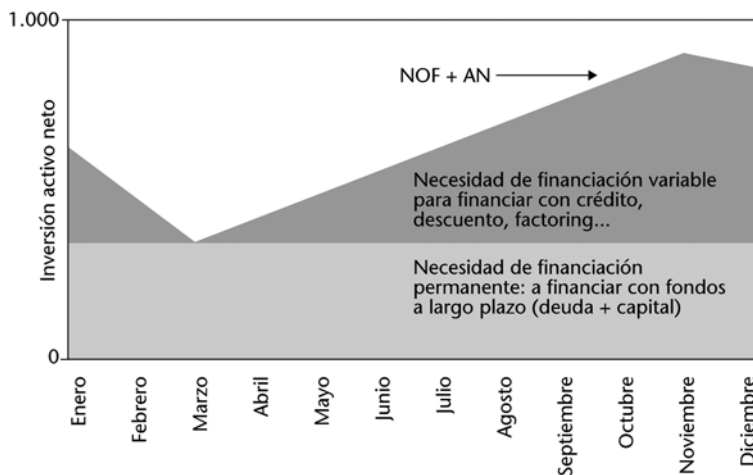 1.000
NOF + AN
Inversión activo neto
Necesidad de financiación variable
para financiar con crédito,
descuento, factoring...
Necesidad de financiación
permanente: a financiar con fondos
a largo plazo (deuda + capital)
0
Enero
Febrero
Marzo
Abril
Mayo
Junio
Julio
Agosto
Septiembre
Octubre
Noviembre
Diciembre